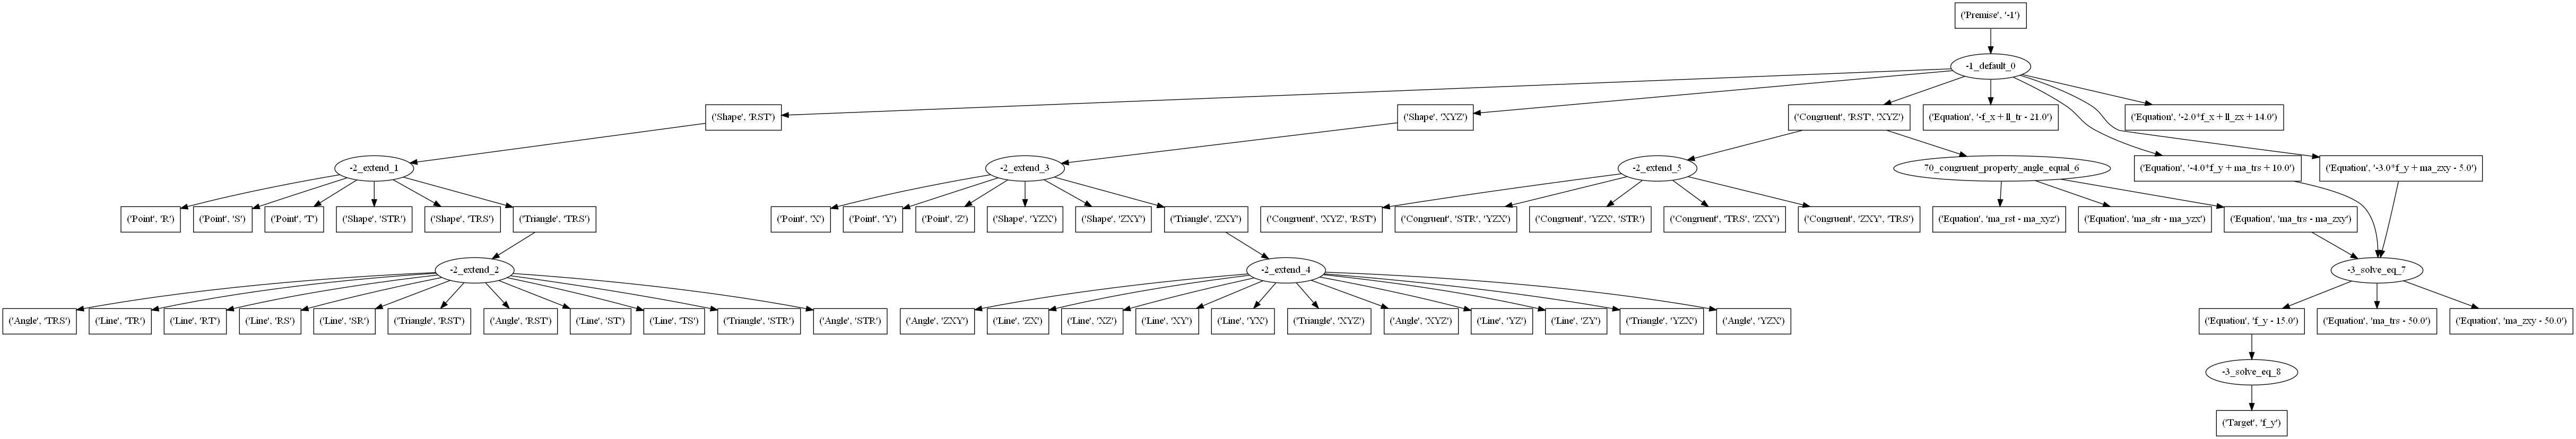 ('Premise', '-1')
-1_default_0
('Shape', 'RST')
('Shape', 'XYZ')
('Congruent', 'RST', 'XYZ')
('Equation', '-f_x + ll_tr - 21.0')
('Equation', '-2.0*f_x + ll_zx + 14.0')
-2_extend_1
-2_extend_3
-2_extend_5
70_congruent_property_angle_equal_6
('Equation', '-4.0*f_y + ma_trs + 10.0')
('Equation', '-3.0*f_y + ma_zxy - 5.0')
('Point', 'R')
('Point', 'S')
('Point', 'T')
('Shape', 'STR')
('Shape', 'TRS')
('Triangle', 'TRS')
('Point', 'X')
('Point', 'Y')
('Point', 'Z')
('Shape', 'YZX')
('Shape', 'ZXY')
('Triangle', 'ZXY')
('Congruent', 'XYZ', 'RST')
('Congruent', 'STR', 'YZX')
('Congruent', 'YZX', 'STR')
('Congruent', 'TRS', 'ZXY')
('Congruent', 'ZXY', 'TRS')
('Equation', 'ma_rst - ma_xyz')
('Equation', 'ma_str - ma_yzx')
('Equation', 'ma_trs - ma_zxy')
-2_extend_2
-2_extend_4
-3_solve_eq_7
('Angle', 'TRS')
('Line', 'TR')
('Line', 'RT')
('Line', 'RS')
('Line', 'SR')
('Triangle', 'RST')
('Angle', 'RST')
('Line', 'ST')
('Line', 'TS')
('Triangle', 'STR')
('Angle', 'STR')
('Angle', 'ZXY')
('Line', 'ZX')
('Line', 'XZ')
('Line', 'XY')
('Line', 'YX')
('Triangle', 'XYZ')
('Angle', 'XYZ')
('Line', 'YZ')
('Line', 'ZY')
('Triangle', 'YZX')
('Angle', 'YZX')
('Equation', 'f_y - 15.0')
('Equation', 'ma_trs - 50.0')
('Equation', 'ma_zxy - 50.0')
-3_solve_eq_8
('Target', 'f_y')